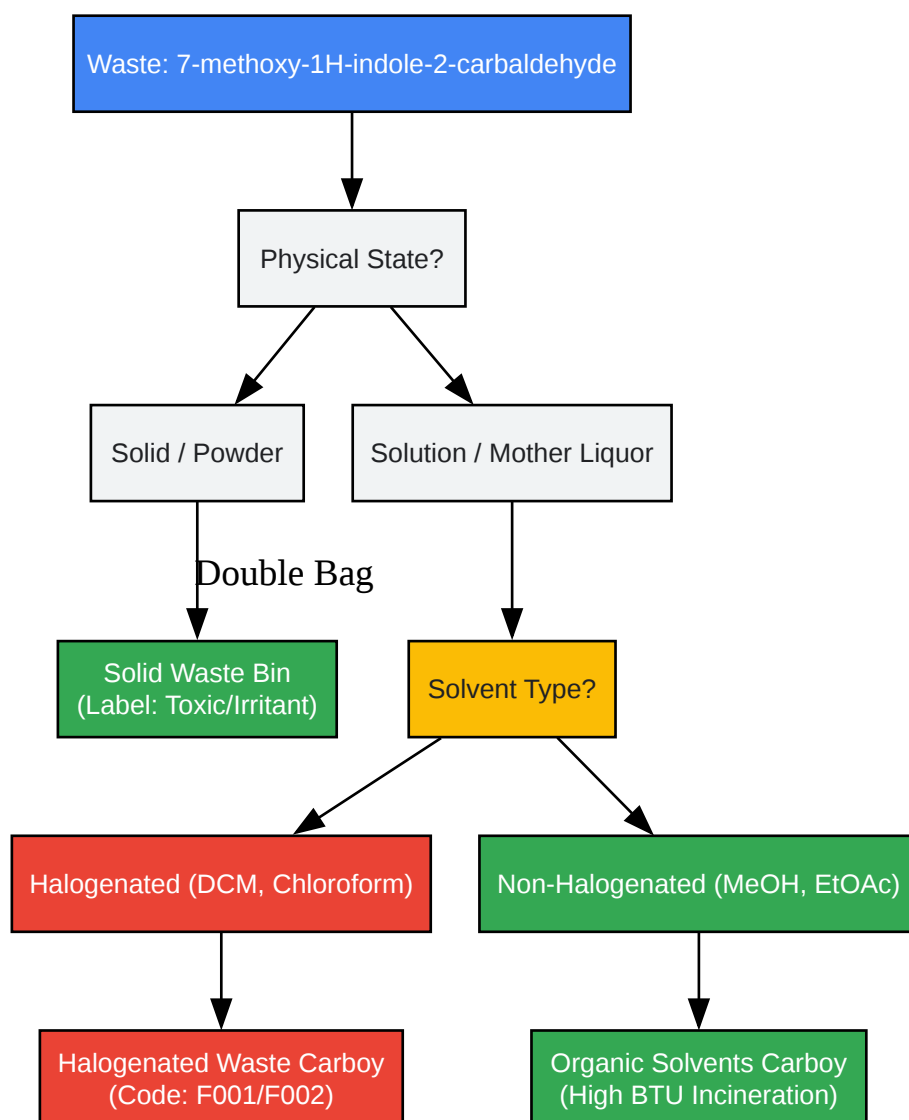 Waste: 7-methoxy-1H-indole-2-carbaldehyde
Physical State?
Solid / Powder
Solution / Mother Liquor
Double Bag
Solid Waste Bin
(Label: Toxic/Irritant)
Solvent Type?
Halogenated (DCM, Chloroform)
Non-Halogenated (MeOH, EtOAc)
Halogenated Waste Carboy
(Code: F001/F002)
Organic Solvents Carboy
(High BTU Incineration)